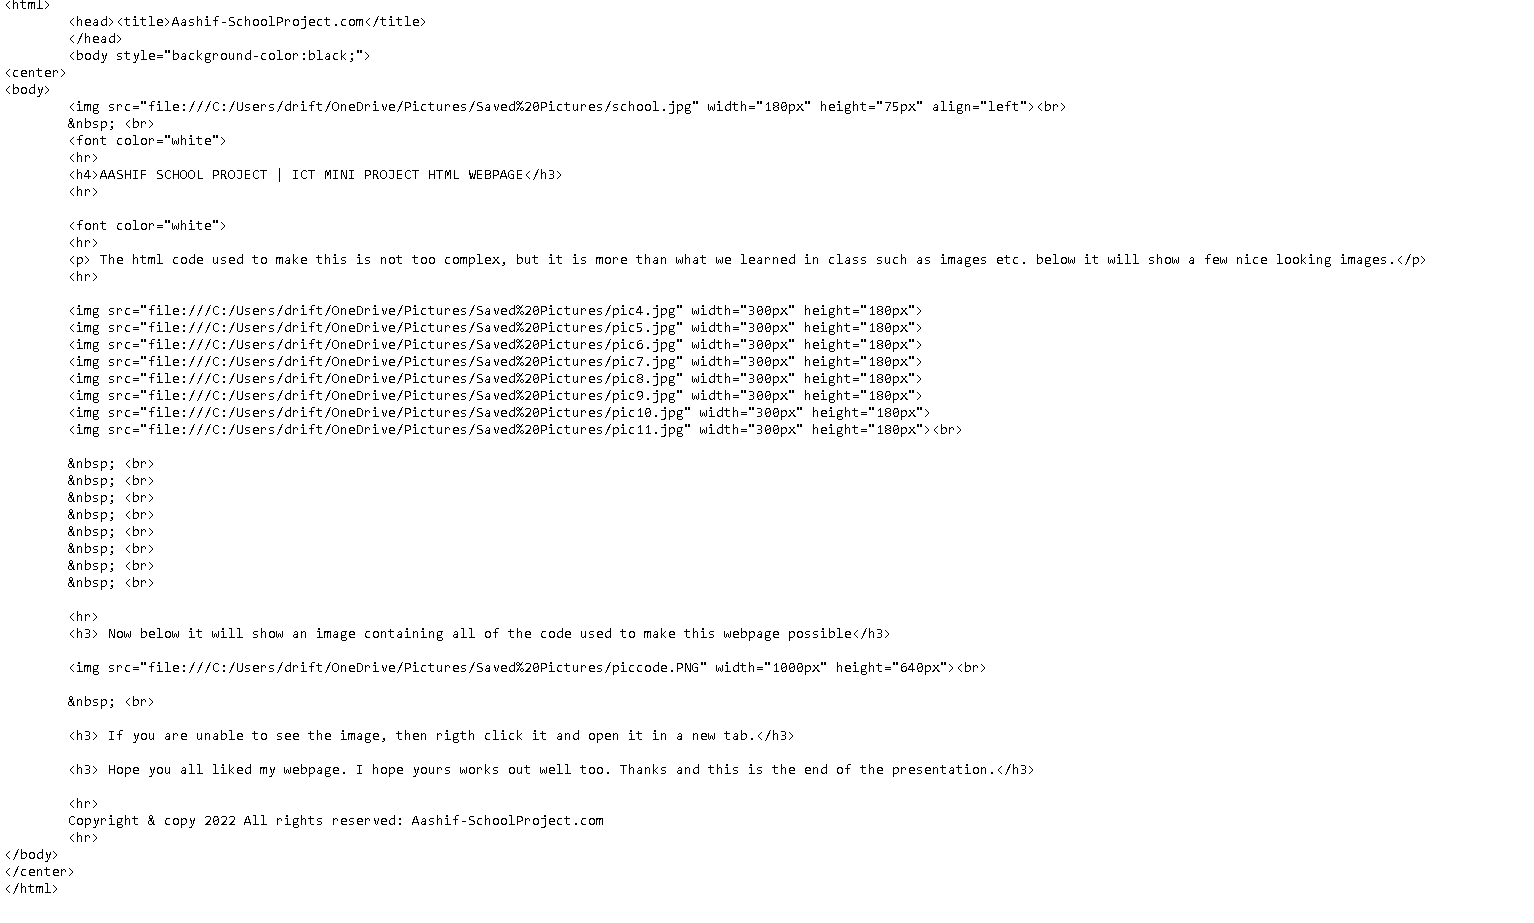 <html>
<head><title>Aashif-SchoolProject.com</title>
</head>
<body style="background-color:black;">
<center>
<body>
<img src="file:///C:/Users/drift/OneDrive/Pictures/Saved%20Pictures/school.jpg" width="180px" height="75px" align="left"><br>
&nbsp; <br>
<font color="white">
<hr>
<h4>AASHIF SCHOOL PROJECT | ICT MINI PROJECT HTML WEBPAGE</h3>
<hr>
<font color="white">
<hr>
<p> The html code used to make this is not too complex, but it is more than what we learned in class such as images etc. below it will show a few nice looking images.</p>
<hr>
<img src="file:///C:/Users/drift/OneDrive/Pictures/Saved%20Pictures/pic4.jpg" width="300px" height="180px">
<img src="file:///C:/Users/drift/OneDrive/Pictures/Saved%20Pictures/pic5.jpg" width="300px" height="180px">
<img src="file:///C:/Users/drift/OneDrive/Pictures/Saved%20Pictures/pic6.jpg" width="300px" height="180px">
<img src="file:///C:/Users/drift/OneDrive/Pictures/Saved%20Pictures/pic7.jpg" width="300px" height="180px">
<img src="file:///C:/Users/drift/OneDrive/Pictures/Saved%20Pictures/pic8.jpg" width="300px" height="180px">
<img src="file:///C:/Users/drift/OneDrive/Pictures/Saved%20Pictures/pic9.jpg" width="300px" height="180px">
<img src="file:///C:/Users/drift/OneDrive/Pictures/Saved%20Pictures/pic10.jpg" width="300px" height="180px">
<img src="file:///C:/Users/drift/OneDrive/Pictures/Saved%20Pictures/pic11.jpg" width="300px" height="180px"><br>
&nbsp; <br>
&nbsp; <br>
&nbsp; <br>
&nbsp; <br>
&nbsp; <br>
&nbsp; <br>
&nbsp; <br>
&nbsp; <br>
<hr>
<h3> Now below it will show an image containing all of the code used to make this webpage possible</h3>
<img src="file:///C:/Users/drift/OneDrive/Pictures/Saved%20Pictures/piccode.PNG" width="1000px" height="640px"><br>
&nbsp; <br>
<h3> If you are unable to see the image, then rigth click it and open it in a new tab.</h3>
<h3> Hope you all liked my webpage. I hope yours works out well too. Thanks and this is the end of the presentation.</h3>
<hr>
Copyright & copy 2022 All rights reserved: Aashif-SchoolProject.com
<hr>
</body>
</center>
</html>